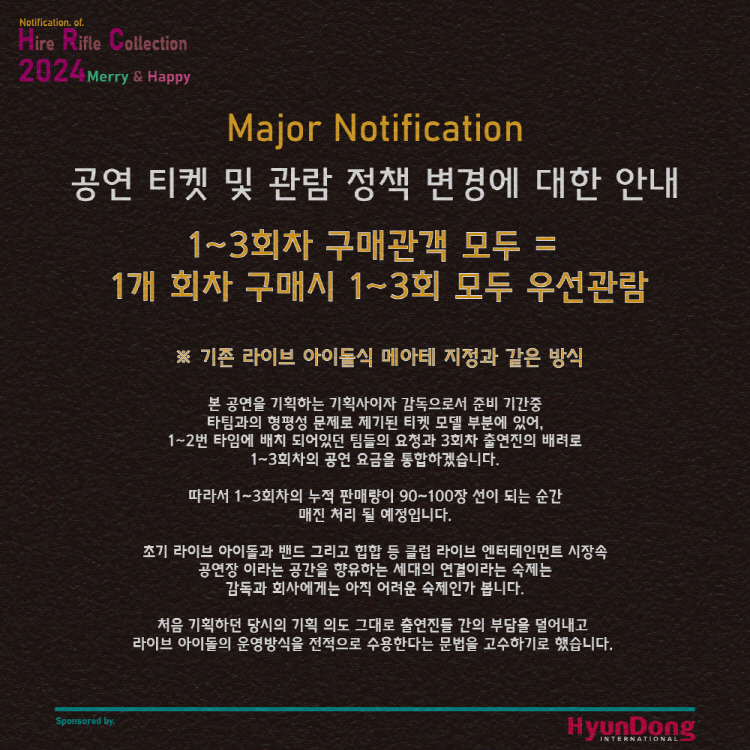 Notification. of.
Hire Rifle Collection
2024 Merry & Happy
Major Notification
공연 티켓 및 관람 정책 변경에 대한 안내
1~3회차 구매관객 모두 =
1개 회차 구매시 1~3회 모두 우선관람
※ 기존 라이브 아이돌식 메아테 지정과 같은 방식
본 공연을 기획하는 기획사이자 감독으로서 준비 기간중
타팀과의 형평성 문제로 제기된 티켓 모델 부분에 있어,
1~2번 타임에 배치 되어있던 팀들의 요청과 3회차 출연진의 배려로
1~3회차의 공연 요금을 통합하겠습니다.
따라서 1~3회차의 누적 판매량이 90~100장 선이 되는 순간
매진 처리 될 예정입니다.
초기 라이브 아이돌과 밴드 그리고 힙합 등 클럽 라이브 엔터테인먼트 시장속
공연장 이라는 공간을 향유하는 세대의 연결이라는 숙제는
감독과 회사에게는 아직 어려운 숙제인가 봅니다.
처음 기획하던 당시의 기획 의도 그대로 출연진들 간의 부담을 덜어내고
라이브 아이돌의 운영방식을 전적으로 수용한다는 문법을 고수하기로 했습니다.
Sponsored by.
HyunDong
INTERNATIONAL